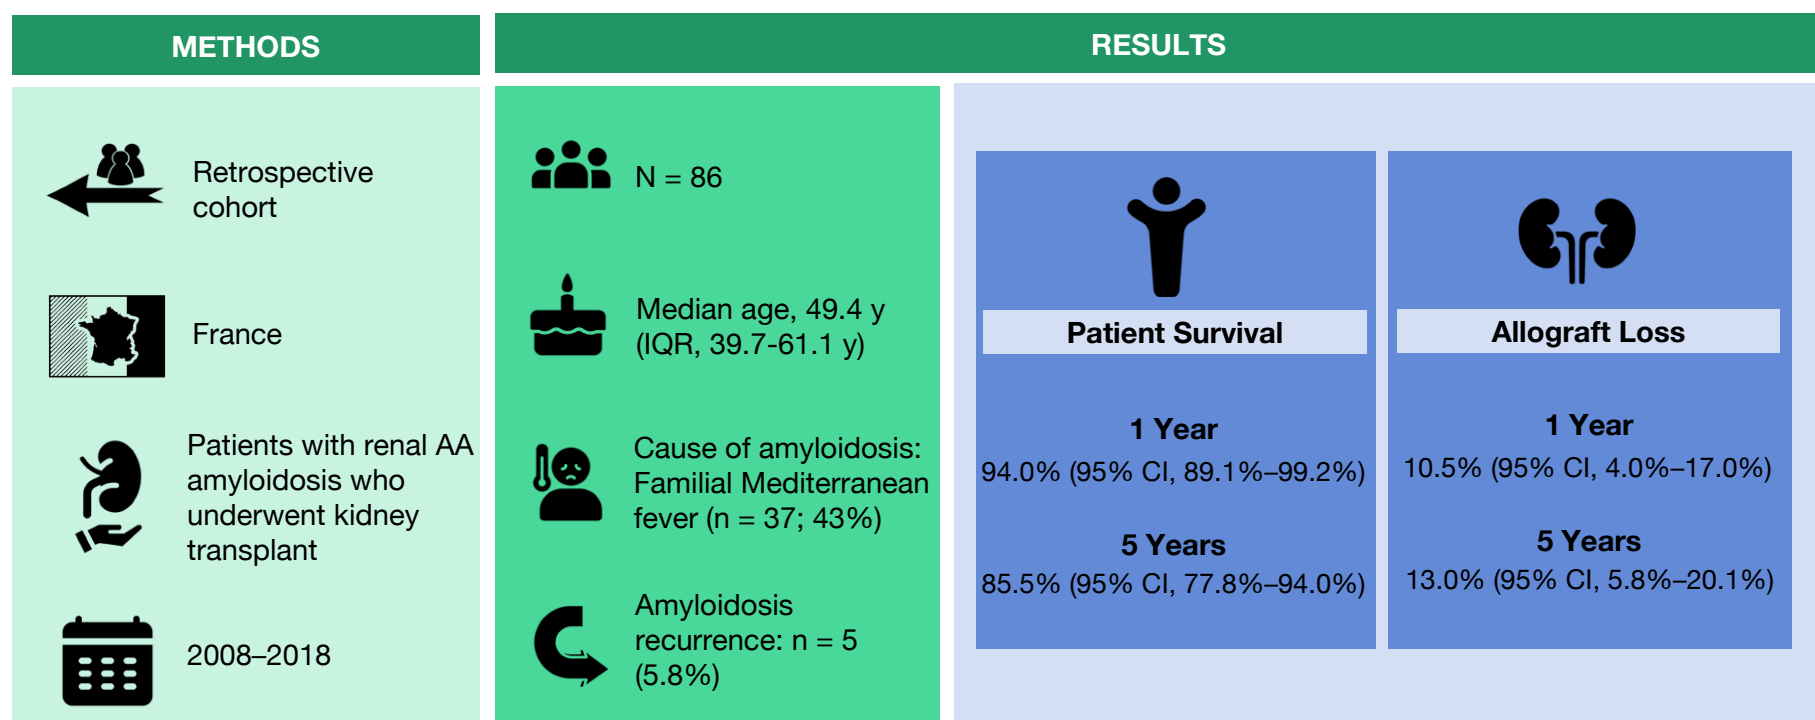 METHODS
Retrospective
cohort
France
Patients with renal AA
amyloidosis who
underwent kidney
transplant
2008–2018
RESULTS
N = 86
Median age, 49.4 y
(IQR, 39.7-61.1 y)
Cause of amyloidosis:
Familial Mediterranean
fever (n = 37; 43%)
Amyloidosis
recurrence: n = 5
(5.8%)
Patient Survival
1 Year
94.0% (95% CI, 89.1%–99.2%)
5 Years
85.5% (95% CI, 77.8%–94.0%)
Allograft Loss
1 Year
10.5% (95% CI, 4.0%–17.0%)
5 Years
13.0% (95% CI, 5.8%–20.1%)